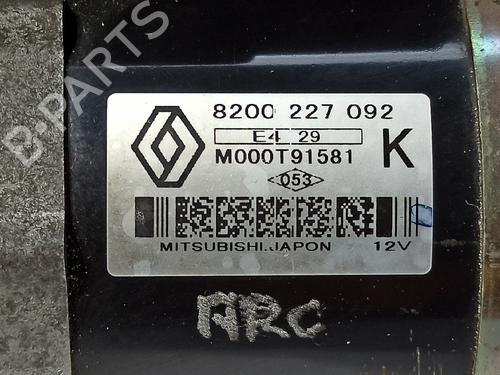 8200 227 092
E4 29
M000T91581 K
053
MITSUBISHI.JAPON 12V
ARC
B-PARTS